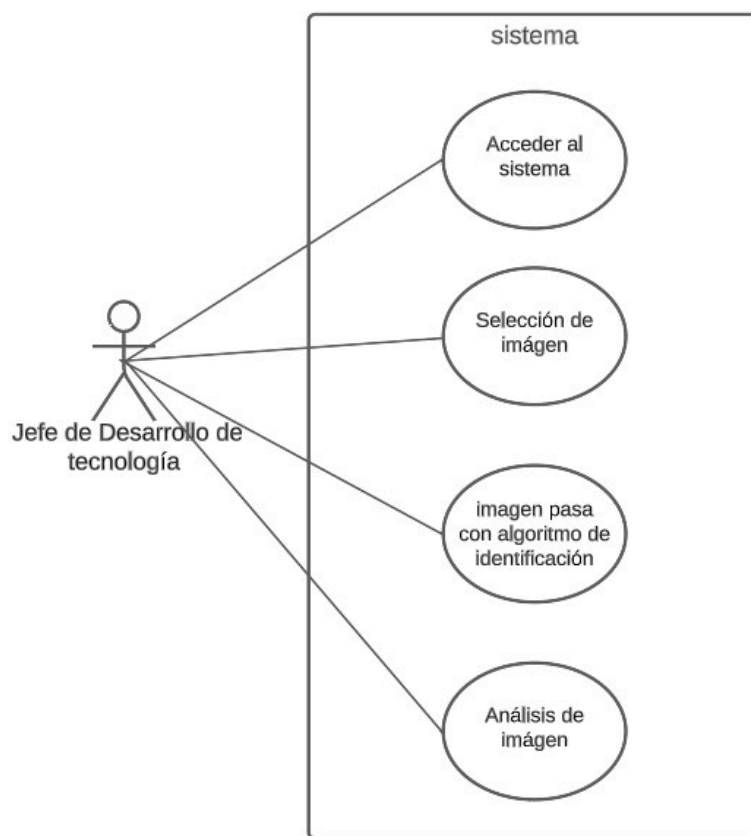 sistema
Acceder al
sistema
Selección de
imágen
Jefe de Desarrollo de
tecnología
imagen pasa
con algoritmo de
identificación
Análisis de
imágen